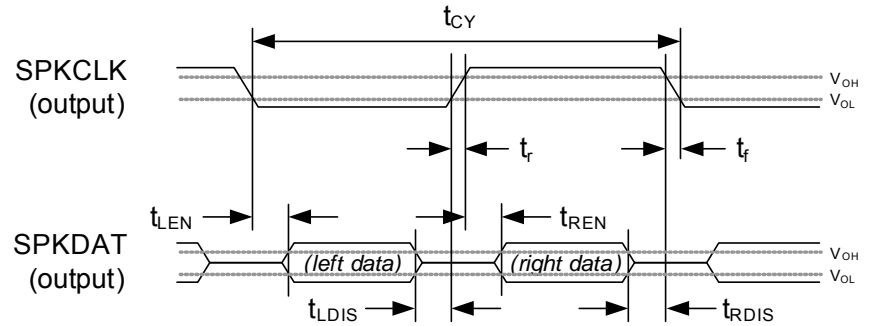 tCY
SPKCLK
(output)
VOH
VOL
tr
tf
tLEN
tREN
SPKDAT
(output)
(left data)
(right data)
VOH
VOL
tLDIS
tRDIS